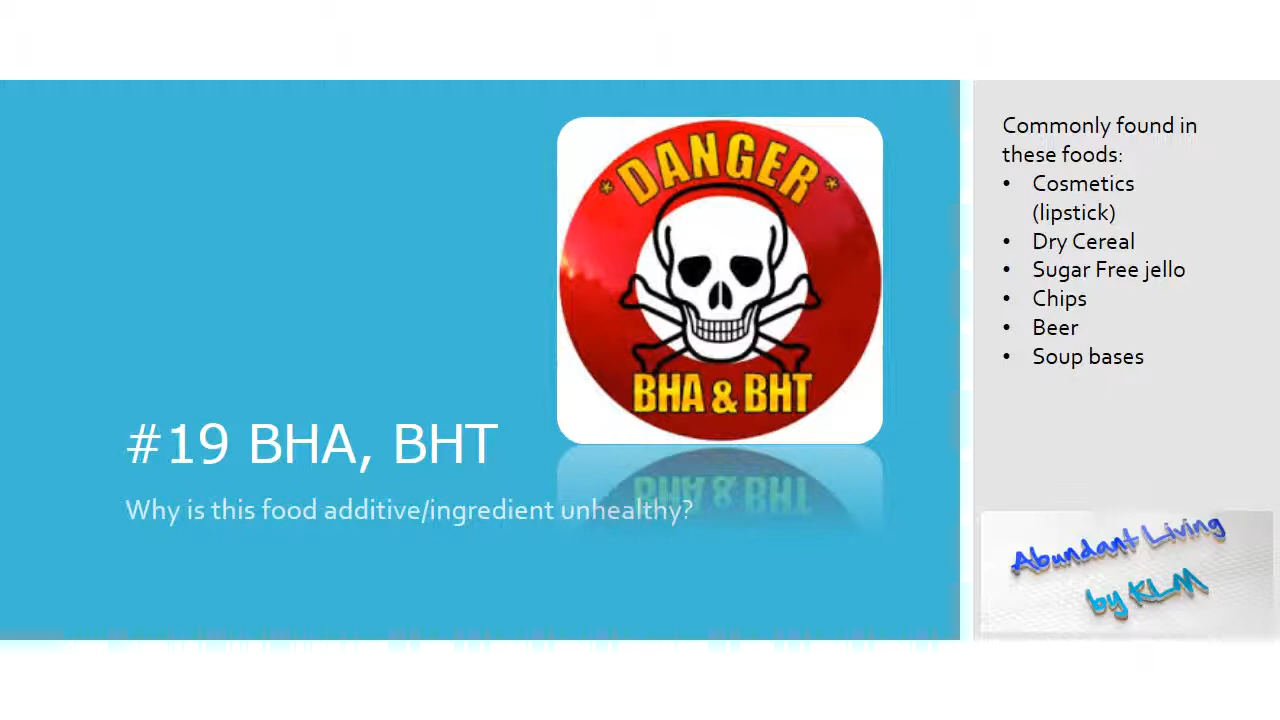 DANGER
BHA & BHT
#19 BHA, BHT
Why is this food additive/ingredient unhealthy?
Commonly found in
these foods:
• Cosmetics
(lipstick)
• Dry Cereal
• Sugar Free jello
• Chips
• Beer
• Soup bases
Abundant Living
by KLM